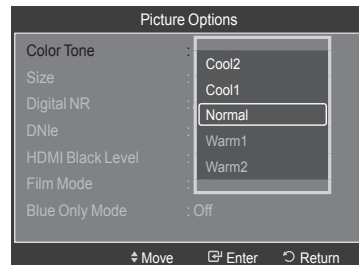 Picture Options
Color Tone :
Cool2
Size :
Cool1
Digital NR :
Normal
DNIe :
Warm1
HDMI Black Level :
Warm2
Film Mode :
Blue Only Mode : Off
Move Enter Return